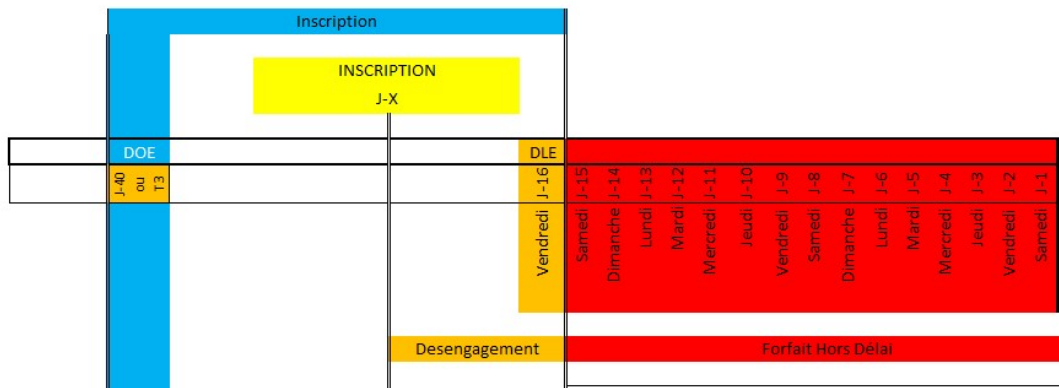 Inscription
INSCRIPTION
J-X
DOE
DLE
J-40
ou
T3
Vendredi J-16
Samedi J-15
Dimanche J-14
Lundi J-13
Mardi J-12
Mercredi J-11
Jeudi J-10
Vendredi J-9
Samedi J-8
Dimanche J-7
Lundi J-6
Mardi J-5
Mercredi J-4
Jeudi J-3
Vendredi J-2
Samedi J-1
Desengagement
Forfait Hors Délai